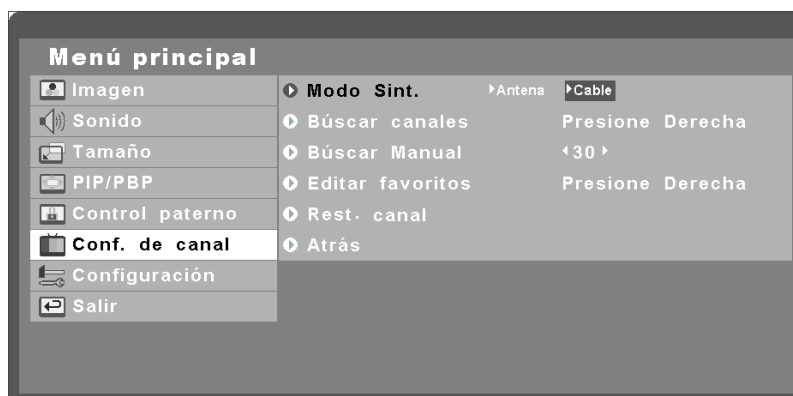 Menú principal
Imagen
Sonido
Tamaño
PIP/PBP
Control paterno
Conf. de canal
Configuración
Salir
Modo Sint. Antena Cable
Búscar canales Presione Derecha
Búscar Manual 30
Editar favoritos Presione Derecha
Rest. canal
Atrás